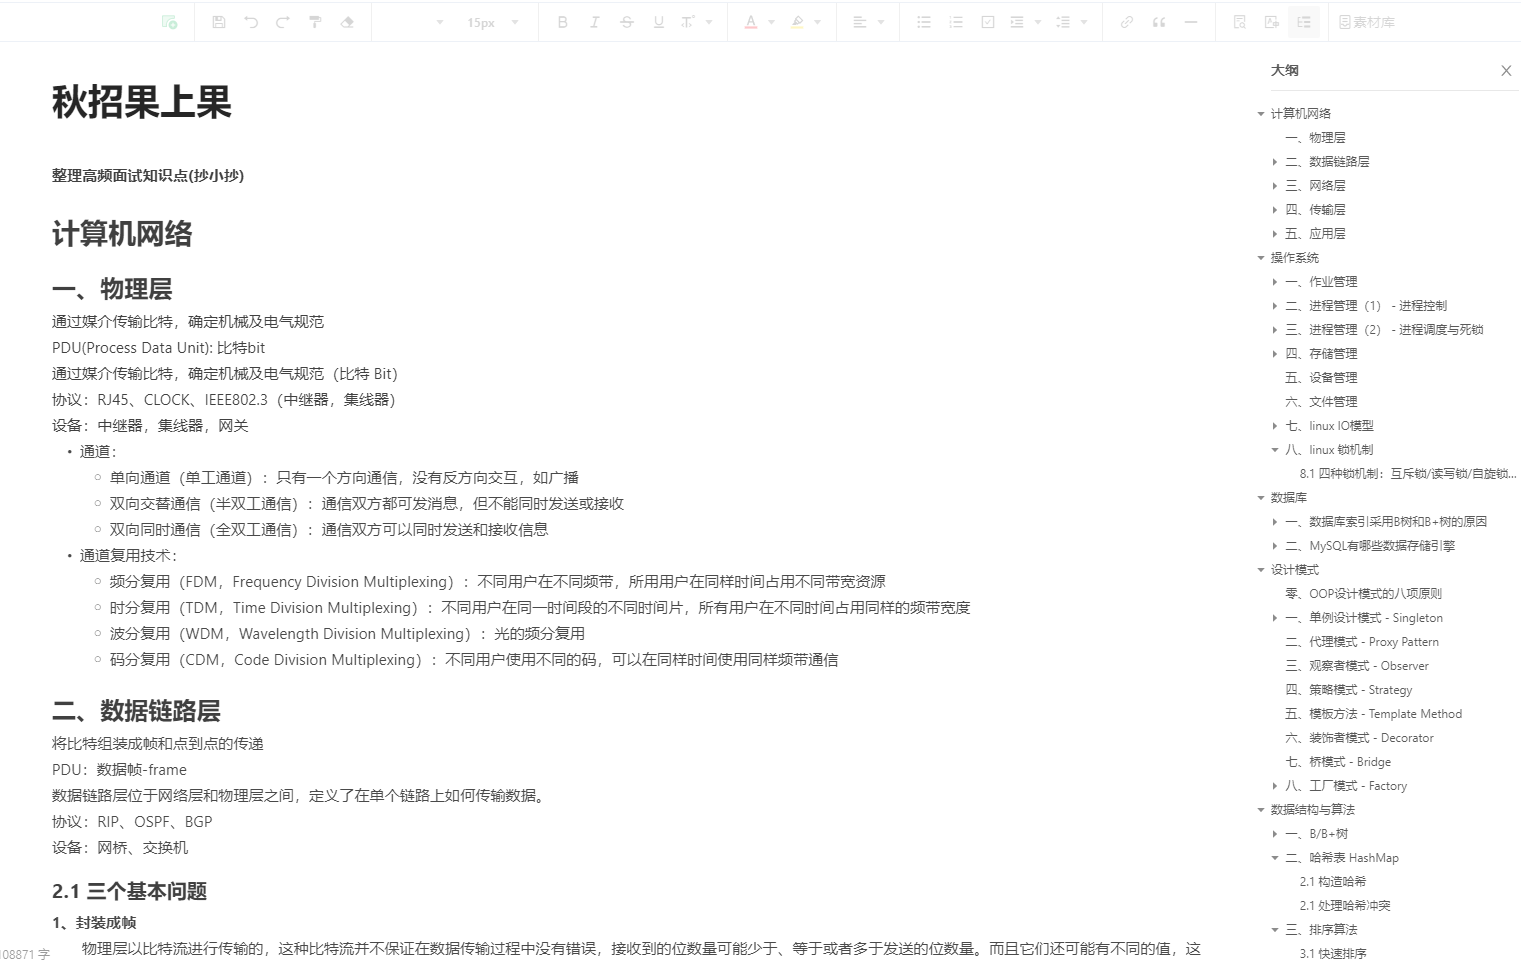 15px
素材库
秋招果上果
整理高频面试知识点(抄小抄)
计算机网络
一、物理层
通过媒介传输比特，确定机械及电气规范
PDU(Process Data Unit): 比特bit
通过媒介传输比特，确定机械及电气规范（比特 Bit）
协议：RJ45、CLOCK、IEEE802.3（中继器，集线器）
设备：中继器，集线器，网关
• 通道：
○ 单向通道（单工通道）：只有一个方向通信，没有反方向交互，如广播
○ 双向交替通信（半双工通信）：通信双方都可发消息，但不能同时发送或接收
○ 双向同时通信（全双工通信）：通信双方可以同时发送和接收信息
• 通道复用技术：
○ 频分复用（FDM，Frequency Division Multiplexing）：不同用户在不同频带，所用用户在同样时间占用不同带宽资源
○ 时分复用（TDM，Time Division Multiplexing）：不同用户在同一时间段的不同时间片，所有用户在不同时间占用同样的频带宽度
○ 波分复用（WDM，Wavelength Division Multiplexing）：光的频分复用
○ 码分复用（CDM，Code Division Multiplexing）：不同用户使用不同的码，可以在同样时间使用同样频带通信
二、数据链路层
将比特组装成帧和点到点的传递
PDU：数据帧-frame
数据链路层位于网络层和物理层之间，定义了在单个链路上如何传输数据。
协议：RIP、OSPF、BGP
设备：网桥、交换机
2.1 三个基本问题
1、封装成帧
物理层以比特流进行传输的，这种比特流并不保证在数据传输过程中没有错误，接收到的位数量可能少于、等于或者多于发送的位数量。而且它们还可能有不同的值，这
108871 字
大纲
计算机网络
一、物理层
二、数据链路层
三、网络层
四、传输层
五、应用层
操作系统
一、作业管理
二、进程管理（1） - 进程控制
三、进程管理（2） - 进程调度与死锁
四、存储管理
五、设备管理
六、文件管理
七、linux IO模型
八、linux 锁机制
8.1 四种锁机制：互斥锁/读写锁/自旋锁...
数据库
一、数据库索引采用B树和B+树的原因
二、MySQL有哪些数据存储引擎
设计模式
零、OOP设计模式的八项原则
一、单例设计模式 - Singleton
二、代理模式 - Proxy Pattern
三、观察者模式 - Observer
四、策略模式 - Strategy
五、模板方法 - Template Method
六、装饰者模式 - Decorator
七、桥模式 - Bridge
八、工厂模式 - Factory
数据结构与算法
一、B/B+树
二、哈希表 HashMap
2.1 构造哈希
2.1 处理哈希冲突
三、排序算法
3.1 快速排序